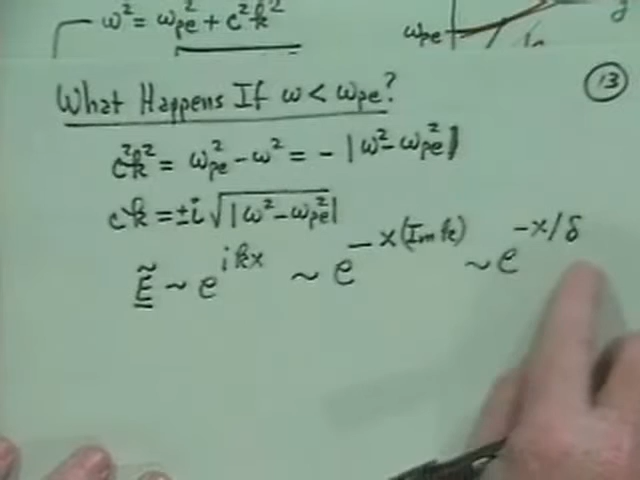 ω² = ωpe² + c²k²
ωpe
What Happens If ω < ωpe?
13
c²k² = ωpe² − ω² = − |ω² − ωpe²|
ck = ±i √|ω² − ωpe²|
Ẽ ~ e^{ikx} ~ e^{−x(Im k)} ~ e^{−x/δ}